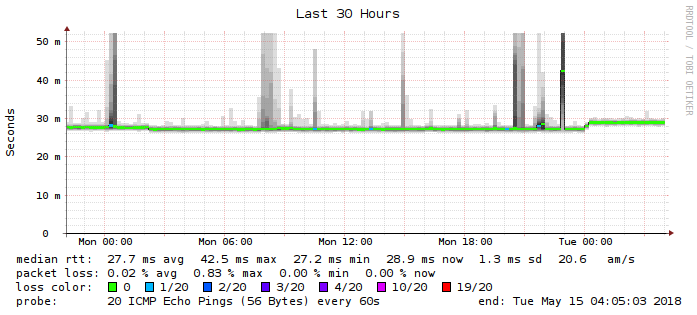 Last 30 Hours
RRDTOOL / TOBI OETIKER
Seconds
50 m
40 m
30 m
20 m
10 m
0
Mon 00:00 Mon 06:00 Mon 12:00 Mon 18:00 Tue 00:00
median rtt: 27.7 ms avg 42.5 ms max 27.2 ms min 28.9 ms now 1.3 ms sd 20.6 am/s
packet loss: 0.02 % avg 0.83 % max 0.00 % min 0.00 % now
loss color: 0 1/20 2/20 3/20 4/20 10/20 19/20
probe: 20 ICMP Echo Pings (56 Bytes) every 60s end: Tue May 15 04:05:03 2018